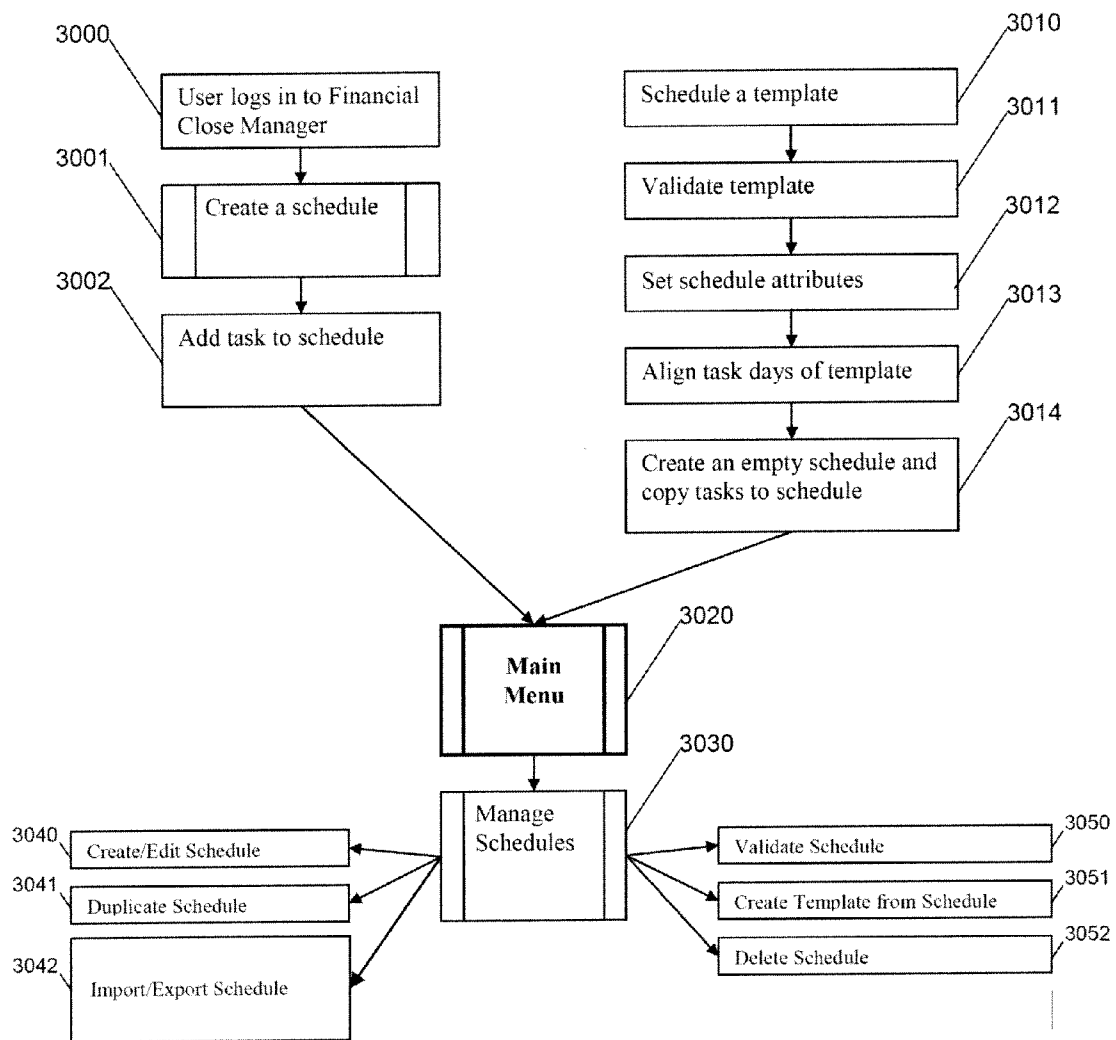 3000
User logs in to Financial
Close Manager
3001
Create a schedule
3002
Add task to schedule
3010
Schedule a template
3011
Validate template
3012
Set schedule attributes
3013
Align task days of template
3014
Create an empty schedule and
copy tasks to schedule
3020
Main
Menu
3030
Manage
Schedules
3040
Create/Edit Schedule
3041
Duplicate Schedule
3042
Import/Export Schedule
3050
Validate Schedule
3051
Create Template from Schedule
3052
Delete Schedule